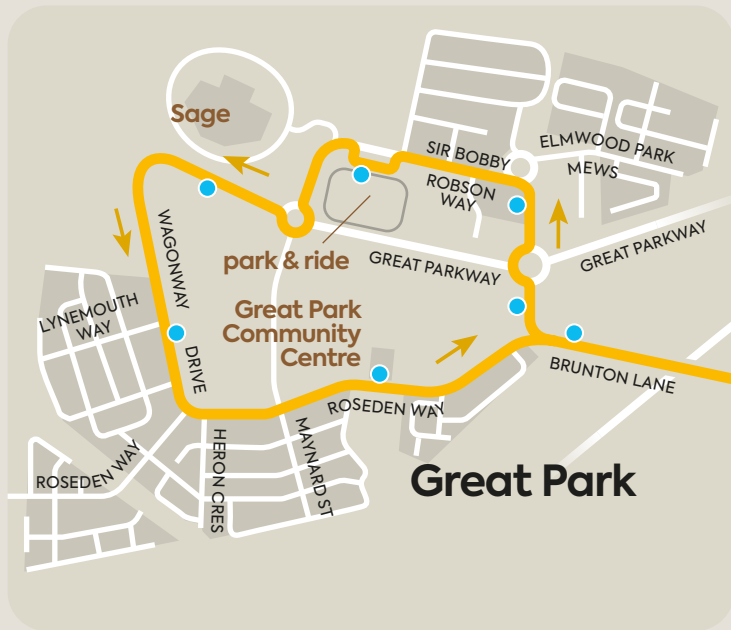 Sage
SIR BOBBY
ROBSON
WAY
ELMWOOD PARK
MEWS
WAGONWAY
DRIVE
park & ride
GREAT PARKWAY
GREAT PARKWAY
LYNEMOUTH
WAY
Great Park
Community
Centre
BRUNTON LANE
ROSEDEN WAY
ROSEDEN WAY
HERON CRES
MAYNARD ST
Great Park